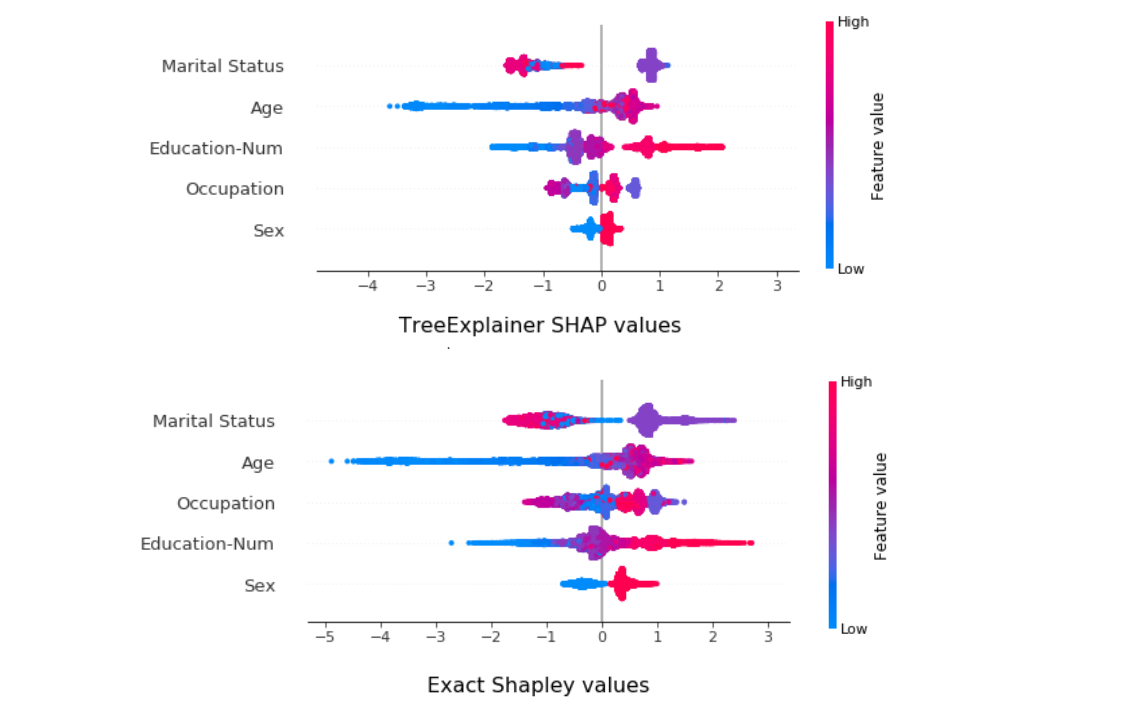 High
Marital Status
Age
Education-Num
Occupation
Sex
Feature value
Low
−4 −3 −2 −1 0 1 2 3
TreeExplainer SHAP values
High
Marital Status
Age
Occupation
Education-Num
Sex
Feature value
Low
−5 −4 −3 −2 −1 0 1 2 3
Exact Shapley values